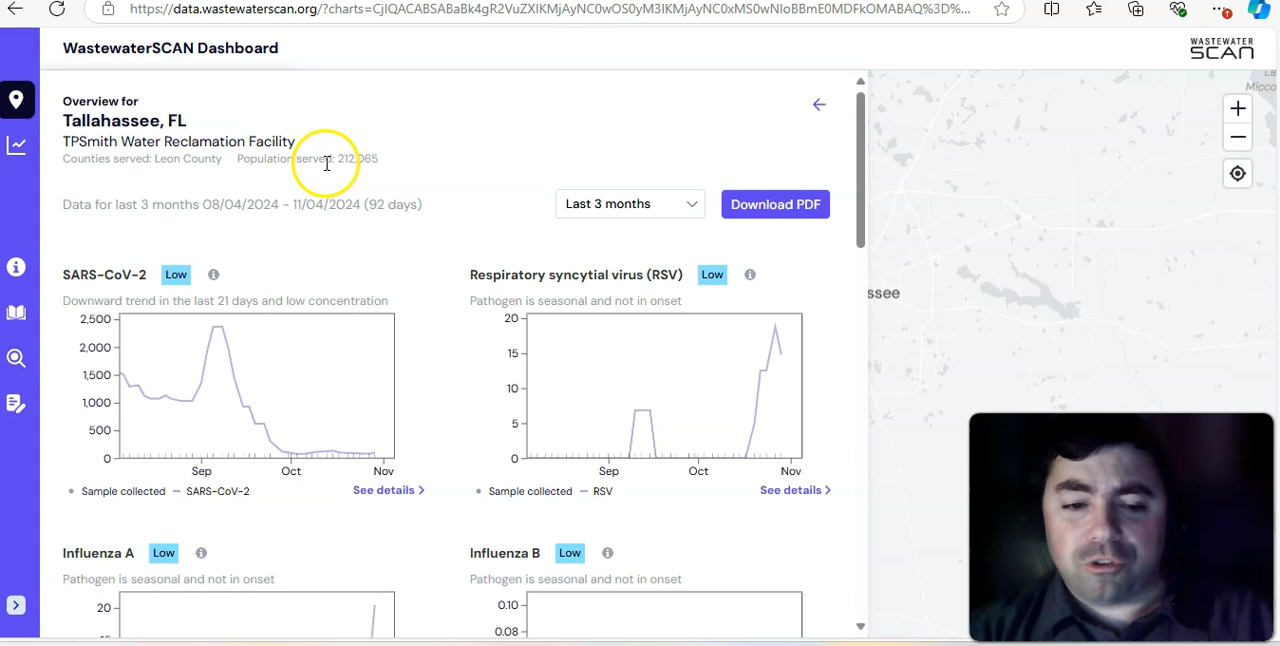 https://data.wastewaterscan.org/?charts=CjIQACABSABaBk4gR2VuZXIKMjAyNC0wOS0yM3IKMjAyNC0xMS0wNIoBBmE0MDFkOMABAQ%3D%3D...
WastewaterSCAN Dashboard
WASTEWATER
SCAN
Overview for
Tallahassee, FL
TPSmith Water Reclamation Facility
Counties served: Leon County Population served: 212,065
Data for last 3 months 08/04/2024 - 11/04/2024 (92 days)
Last 3 months
Download PDF
SARS-CoV-2 Low
Downward trend in the last 21 days and low concentration
2,500
2,000
1,500
1,000
500
0
Sep Oct Nov
Sample collected SARS-CoV-2
See details >
Respiratory syncytial virus (RSV) Low
Pathogen is seasonal and not in onset
20
15
10
5
0
Sep Oct Nov
Sample collected RSV
See details >
Influenza A Low
Pathogen is seasonal and not in onset
20
Influenza B Low
Pathogen is seasonal and not in onset
0.10
0.08
Micco
ssee